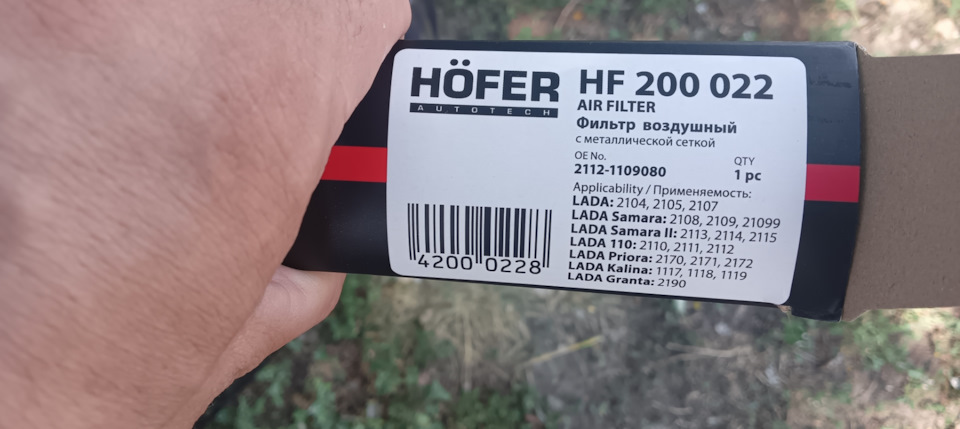 HÖFER
AUTOTECH
HF 200 022
AIR FILTER
Фильтр воздушный
с металлической сеткой
OE No.
2112-1109080
QTY
1 pc
Applicability / Применяемость:
LADA: 2104, 2105, 2107
LADA Samara: 2108, 2109, 21099
LADA Samara II: 2113, 2114, 2115
LADA 110: 2110, 2111, 2112
LADA Priora: 2170, 2171, 2172
LADA Kalina: 1117, 1118, 1119
LADA Granta: 2190
4200 0228